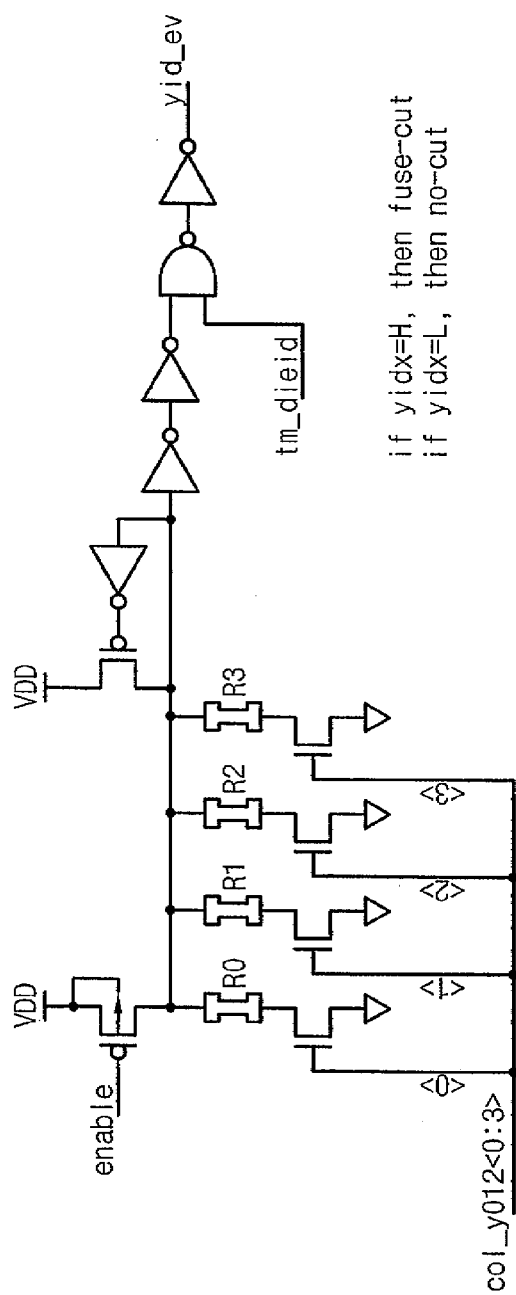 VDD
enable
VDD
R0
R1
R2
R3
<0>
<1>
<2>
<3>
col_y012<0:3>
tm_dieid
yid_ev
if yidx=H, then fuse-cut
if yidx=L, then no-cut